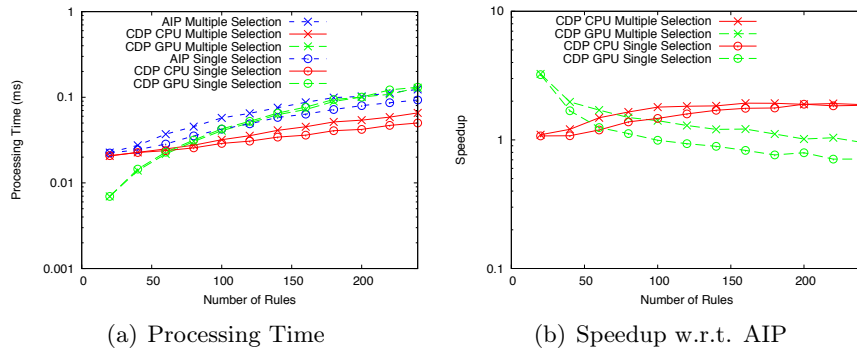 1
0.1
0.01
0.001
Processing Time (ms)
AIP Multiple Selection
CDP CPU Multiple Selection
CDP GPU Multiple Selection
AIP Single Selection
CDP CPU Single Selection
CDP GPU Single Selection
0 50 100 150 200
Number of Rules
(a) Processing Time
10
1
0.1
Speedup
CDP CPU Multiple Selection
CDP GPU Multiple Selection
CDP CPU Single Selection
CDP GPU Single Selection
0 50 100 150 200
Number of Rules
(b) Speedup w.r.t. AIP